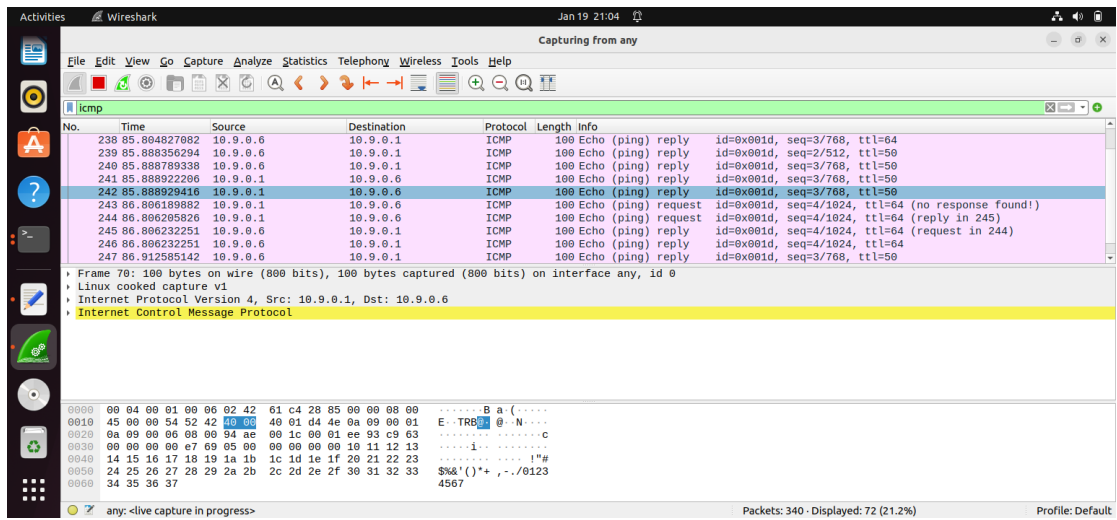 Activities Wireshark Jan 19 21:04
Capturing from any
File Edit View Go Capture Analyze Statistics Telephony Wireless Tools Help
icmp
No. Time Source Destination Protocol Length Info
238 85.804827082 10.9.0.6 10.9.0.1 ICMP 100 Echo (ping) reply id=0x001d, seq=3/768, ttl=64
239 85.888356294 10.9.0.1 10.9.0.6 ICMP 100 Echo (ping) reply id=0x001d, seq=2/512, ttl=50
240 85.888789338 10.9.0.1 10.9.0.6 ICMP 100 Echo (ping) reply id=0x001d, seq=3/768, ttl=50
241 85.888922206 10.9.0.1 10.9.0.6 ICMP 100 Echo (ping) reply id=0x001d, seq=3/768, ttl=50
242 85.888929416 10.9.0.1 10.9.0.6 ICMP 100 Echo (ping) reply id=0x001d, seq=3/768, ttl=50
243 86.806189882 10.9.0.1 10.9.0.6 ICMP 100 Echo (ping) request id=0x001d, seq=4/1024, ttl=64 (no response found!)
244 86.806205826 10.9.0.1 10.9.0.6 ICMP 100 Echo (ping) request id=0x001d, seq=4/1024, ttl=64 (reply in 245)
245 86.806232251 10.9.0.6 10.9.0.1 ICMP 100 Echo (ping) reply id=0x001d, seq=4/1024, ttl=64 (request in 244)
246 86.806232251 10.9.0.6 10.9.0.1 ICMP 100 Echo (ping) reply id=0x001d, seq=4/1024, ttl=64
247 86.912585142 10.9.0.1 10.9.0.6 ICMP 100 Echo (ping) reply id=0x001d, seq=4/1024, ttl=50
Frame 70: 100 bytes on wire (800 bits), 100 bytes captured (800 bits) on interface any, id 0
Linux cooked capture v1
Internet Protocol Version 4, Src: 10.9.0.1, Dst: 10.9.0.6
Internet Control Message Protocol
0000 00 04 00 01 00 06 02 42 61 c4 28 85 00 00 08 00 ·······B a·(·····
0010 45 00 00 54 52 42 40 00 40 01 d4 4e 0a 09 00 01 E··TRB@· @··N····
0020 0a 09 00 06 08 00 94 ae 00 1c 00 01 ee 93 c9 63 ········ ·······c
0030 00 00 00 00 e7 69 05 00 00 00 00 00 10 11 12 13 ·····i·· ········
0040 14 15 16 17 18 19 1a 1b 1c 1d 1e 1f 20 21 22 23 ········ ···· !"#
0050 24 25 26 27 28 29 2a 2b 2c 2d 2e 2f 30 31 32 33 $%&'()*+ ,-./0123
0060 34 35 36 37 4567
any: <live capture in progress> Packets: 340 · Displayed: 72 (21.2%) Profile: Default